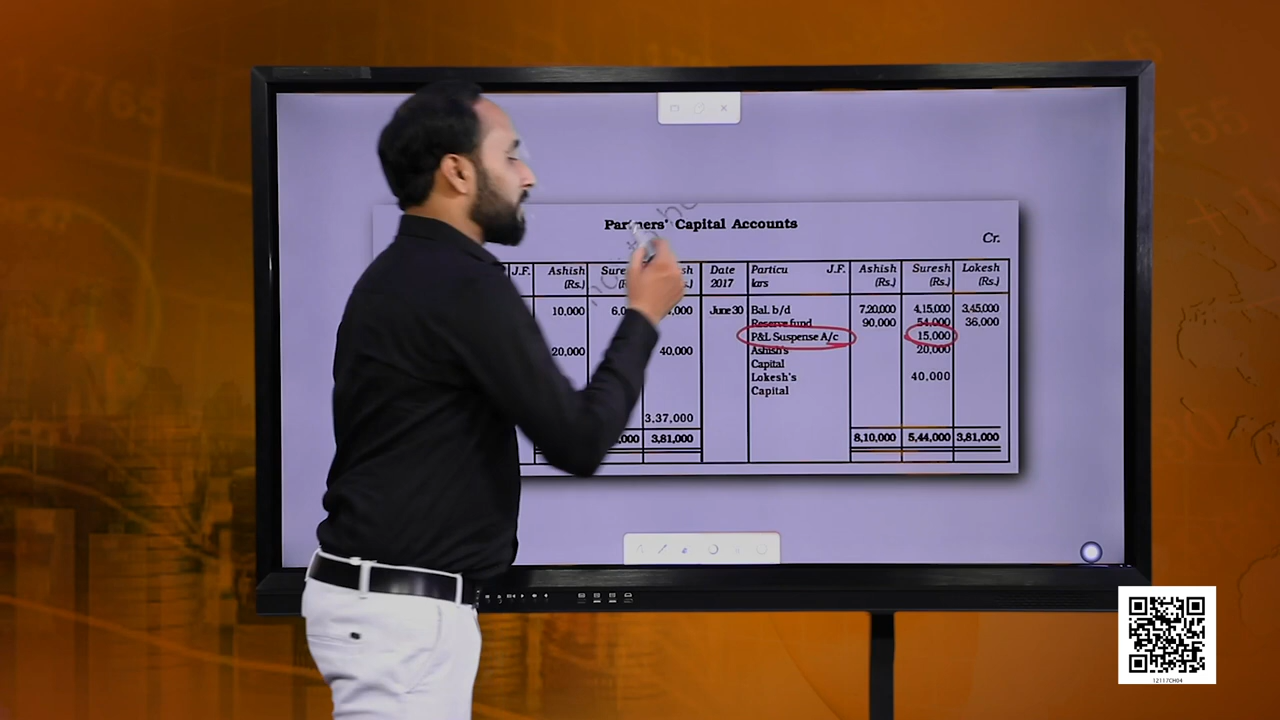 Partners' Capital Accounts
Cr.
J.F. Ashish (Rs.) Date 2017 Particu lars J.F. Ashish (Rs.) Suresh (Rs.) Lokesh (Rs.)
10,000 June 30 Bal. b/d 7,20,000 4,15,000 3,45,000
Reserve fund 90,000 54,000 36,000
P&L Suspense A/c 15,000
20,000 40,000 Ashish's 20,000
Capital
Lokesh's 40,000
Capital
3,37,000
3,81,000 8,10,000 5,44,000 3,81,000
12117CH04